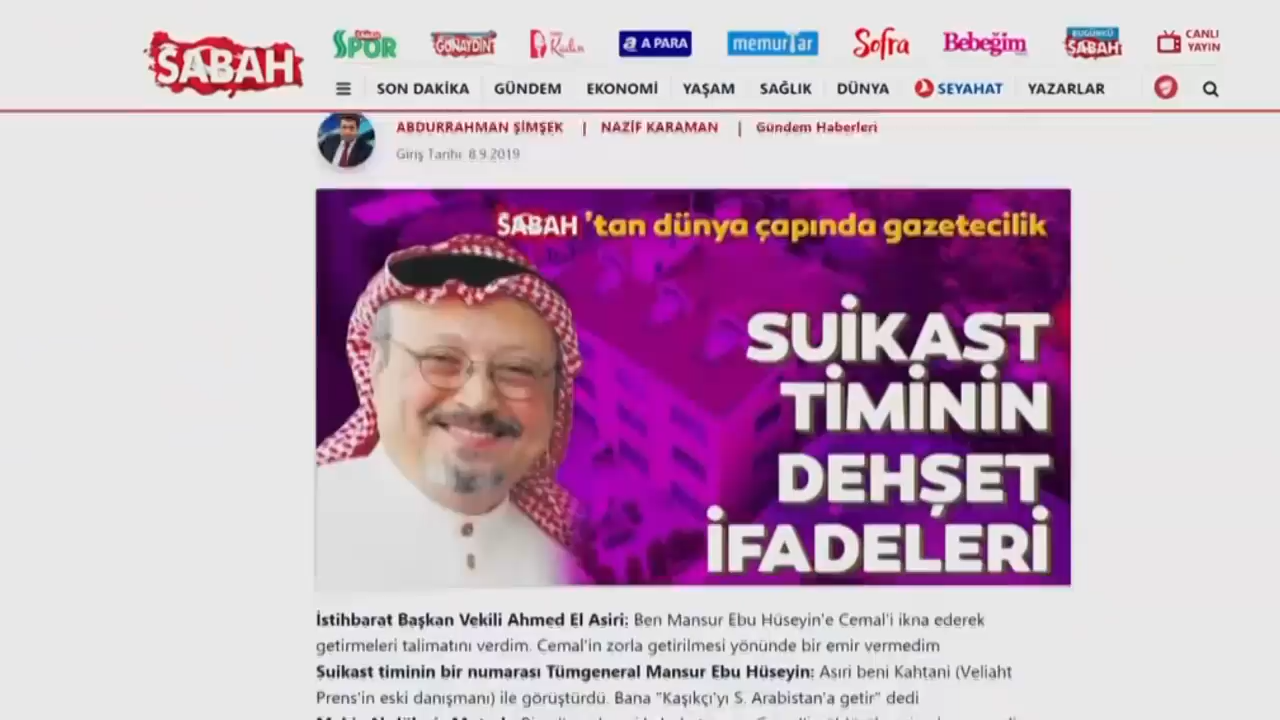 SABAH
SPOR
GÜNAYDIN
Kadın
a A PARA
memurlar
Sofra
Bebeğim
BUGÜNKÜ
SABAH
CANLI
YAYIN
SON DAKİKA GÜNDEM EKONOMİ YAŞAM SAĞLIK DÜNYA SEYAHAT YAZARLAR
ABDURRAHMAN ŞİMŞEK | NAZİF KARAMAN | Gündem Haberleri
Giriş Tarihi: 8.9.2019
SABAH'tan dünya çapında gazetecilik
SUİKAST
TİMİNİN
DEHŞET
İFADELERİ
İstihbarat Başkan Vekili Ahmed El Asiri: Ben Mansur Ebu Hüseyin'e Cemal'i ikna ederek
getirmeleri talimatını verdim. Cemal'in zorla getirilmesi yönünde bir emir vermedim
Suikast timinin bir numarası Tümgeneral Mansur Ebu Hüseyin: Asıri beni Kahtani (Veliaht
Prens'in eski danışmanı) ile görüştürdü. Bana "Kaşıkçı'yı S. Arabistan'a getir" dedi